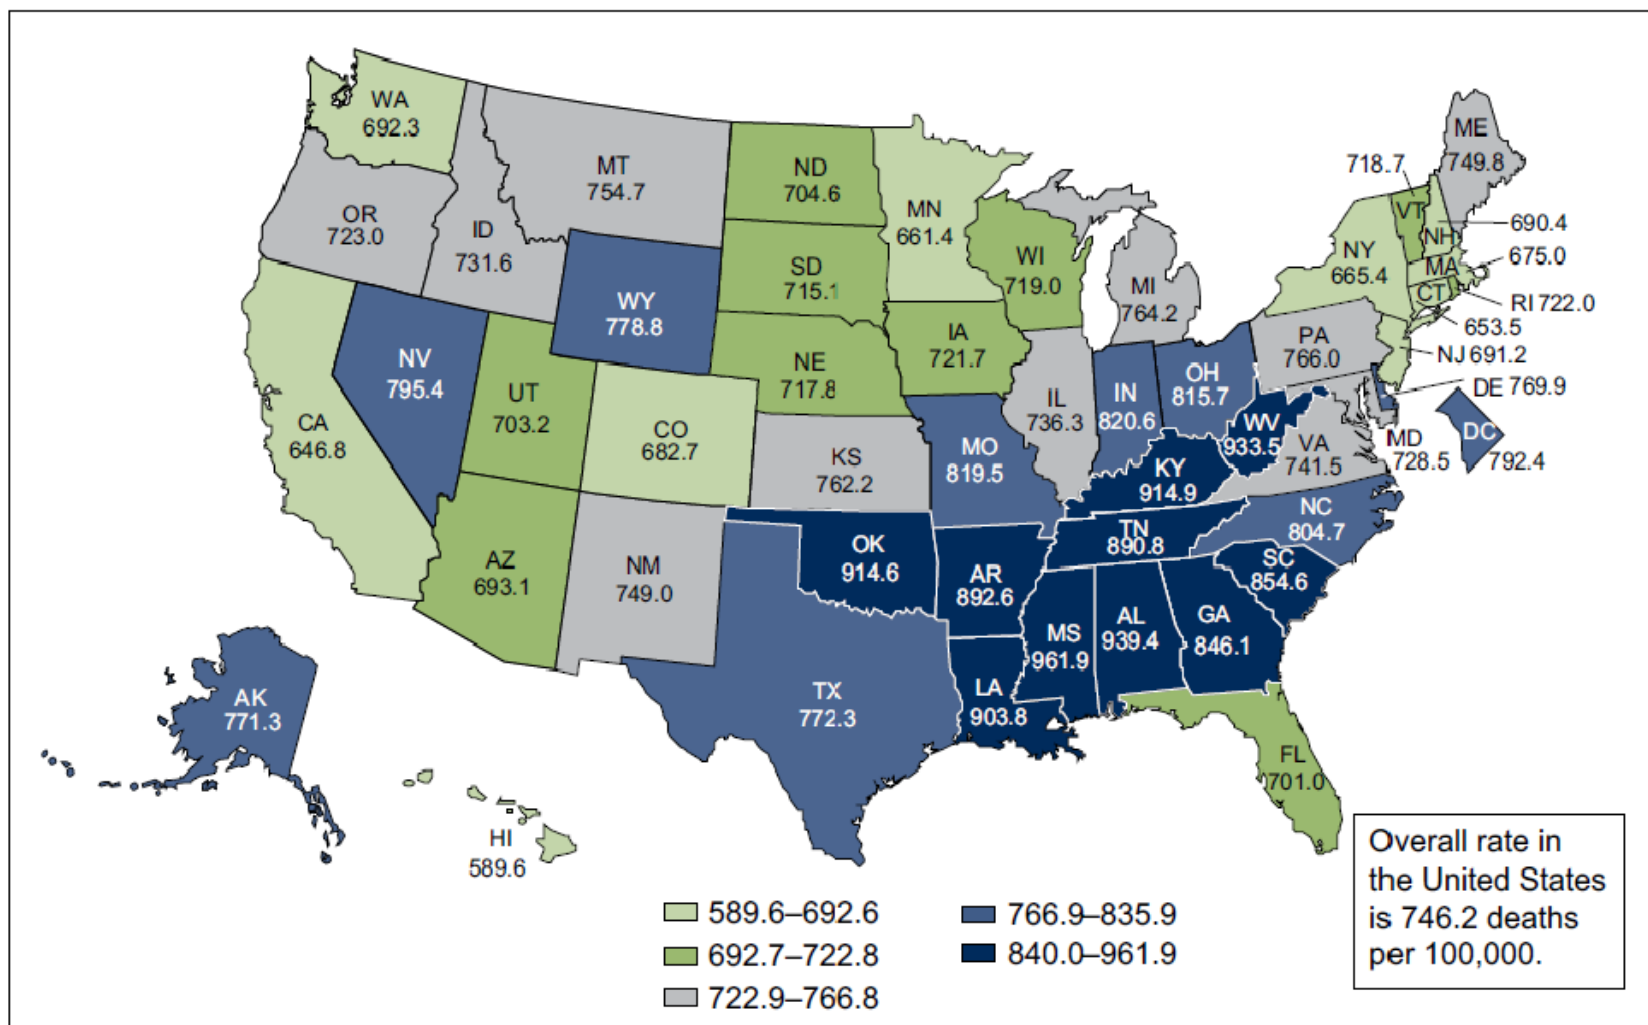 WA
692.3
MT
754.7
ND
704.6
MN
661.4
ME
749.8
718.7
VT
OR
723.0
ID
731.6
SD
715.1
WI
719.0
MI
764.2
NY
665.4
NH
690.4
MA
675.0
CT
653.5
RI 722.0
WY
778.8
NE
717.8
IA
721.7
PA
766.0
NJ 691.2
DE 769.9
NV
795.4
UT
703.2
CO
682.7
CA
646.8
KS
762.2
MO
819.5
IL
736.3
IN
820.6
OH
815.7
WV
933.5
VA
741.5
MD
728.5
DC
792.4
KY
914.9
NC
804.7
TN
890.8
SC
854.6
AZ
693.1
NM
749.0
OK
914.6
AR
892.6
MS
961.9
AL
939.4
GA
846.1
AK
771.3
TX
772.3
LA
903.8
FL
701.0
HI
589.6
589.6–692.6
692.7–722.8
722.9–766.8
766.9–835.9
840.0–961.9
Overall rate in
the United States
is 746.2 deaths
per 100,000.